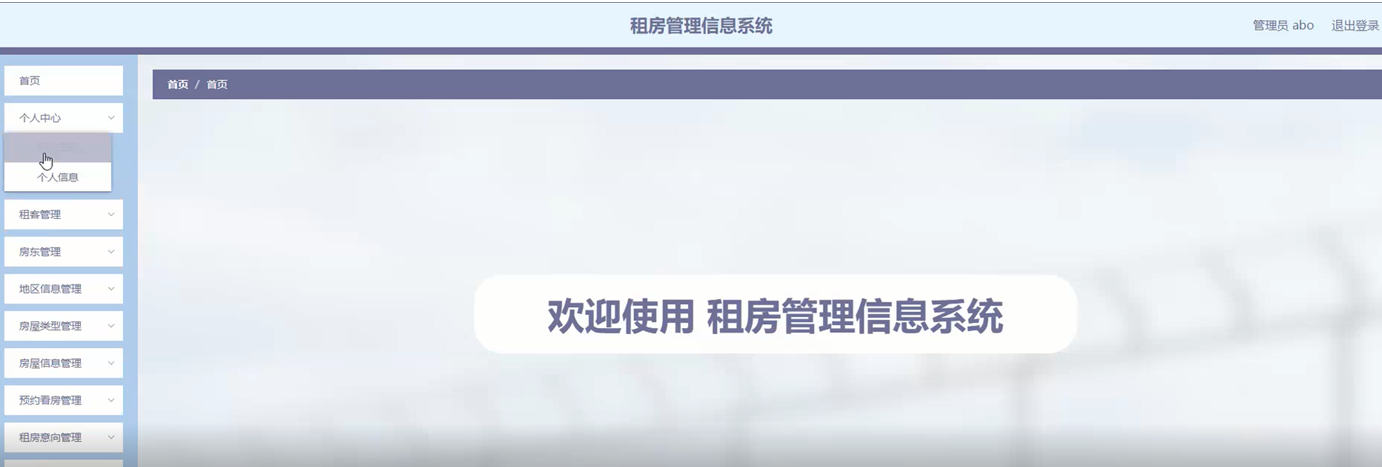 租房管理信息系统
管理员 abo 退出登录
首页
首页 / 首页
个人中心
个人信息
租客管理
房东管理
地区信息管理
房屋类型管理
房屋信息管理
预约看房管理
租房意向管理
欢迎使用 租房管理信息系统